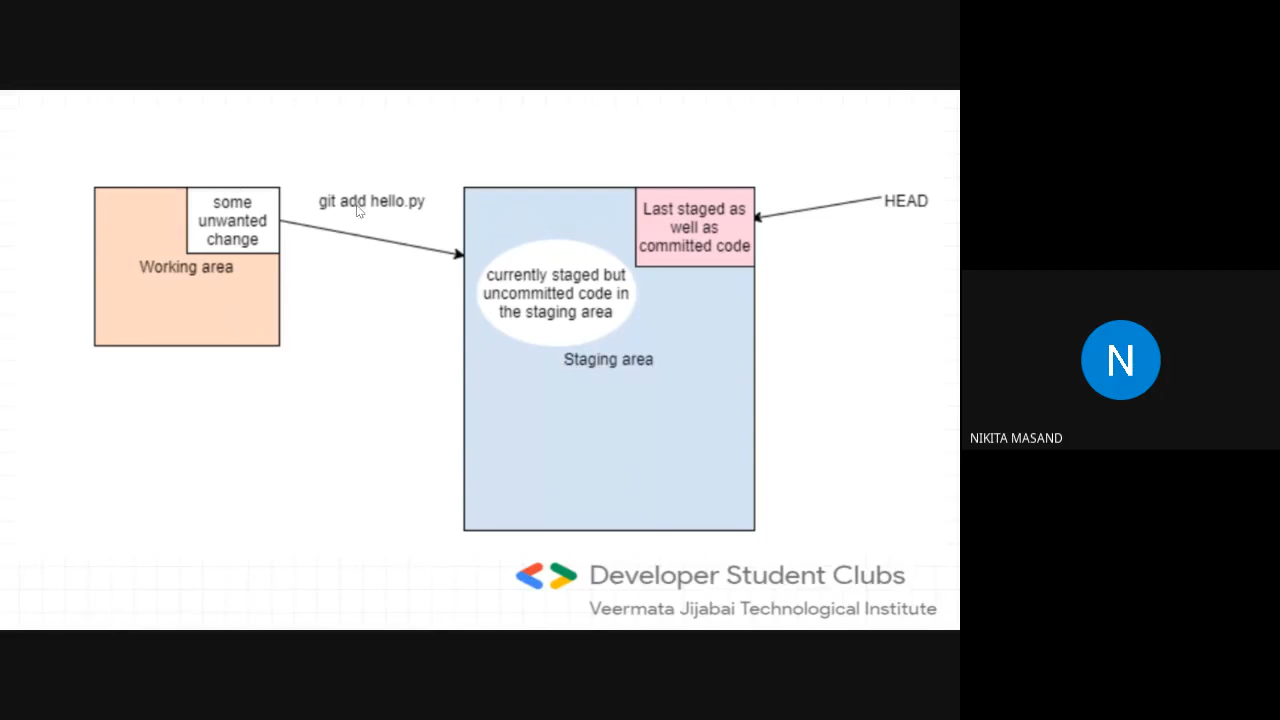 some
unwanted
change
Working area
git add hello.py
Last staged as
well as
committed code
HEAD
currently staged but
uncommitted code in
the staging area
Staging area
Developer Student Clubs
Veermata Jijabai Technological Institute
N
NIKITA MASAND